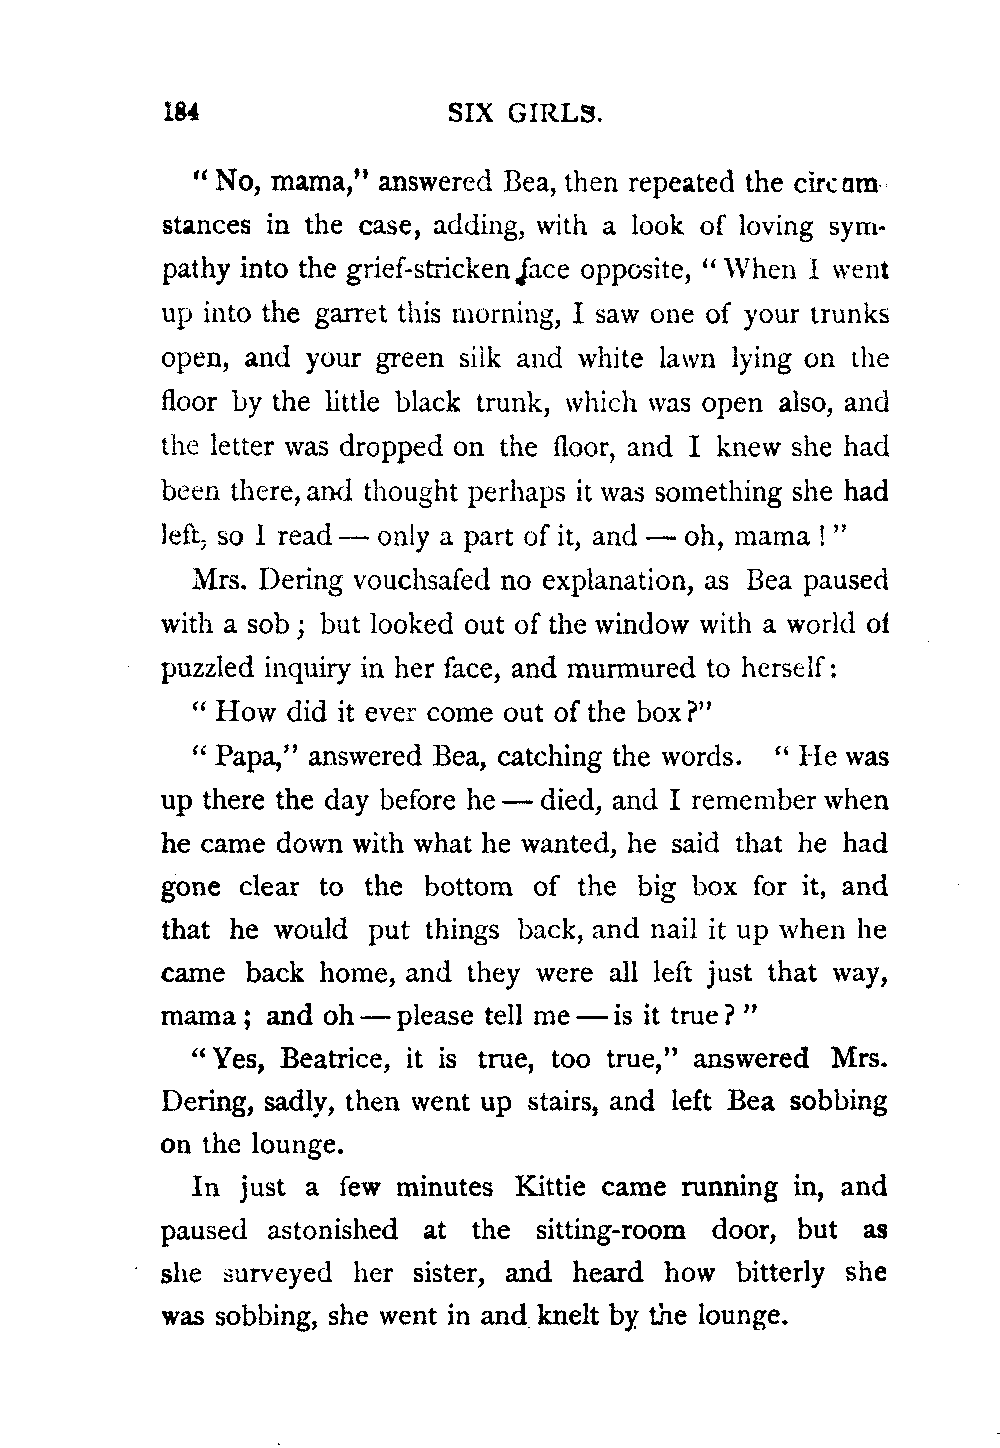 184 SIX GIRLS.
"No, mama," answered Bea, then repeated the circum-
stances in the case, adding, with a look of loving sym-
pathy into the grief-stricken face opposite, "When I went
up into the garret this morning, I saw one of your trunks
open, and your green silk and white lawn lying on the
floor by the little black trunk, which was open also, and
the letter was dropped on the floor, and I knew she had
been there, and thought perhaps it was something she had
left, so I read — only a part of it, and — oh, mama!"
Mrs. Dering vouchsafed no explanation, as Bea paused
with a sob; but looked out of the window with a world of
puzzled inquiry in her face, and murmured to herself:
"How did it ever come out of the box?"
"Papa," answered Bea, catching the words. "He was
up there the day before he — died, and I remember when
he came down with what he wanted, he said that he had
gone clear to the bottom of the big box for it, and
that he would put things back, and nail it up when he
came back home, and they were all left just that way,
mama; and oh — please tell me — is it true?"
"Yes, Beatrice, it is true, too true," answered Mrs.
Dering, sadly, then went up stairs, and left Bea sobbing
on the lounge.
In just a few minutes Kittie came running in, and
paused astonished at the sitting-room door, but as
she surveyed her sister, and heard how bitterly she
was sobbing, she went in and knelt by the lounge.